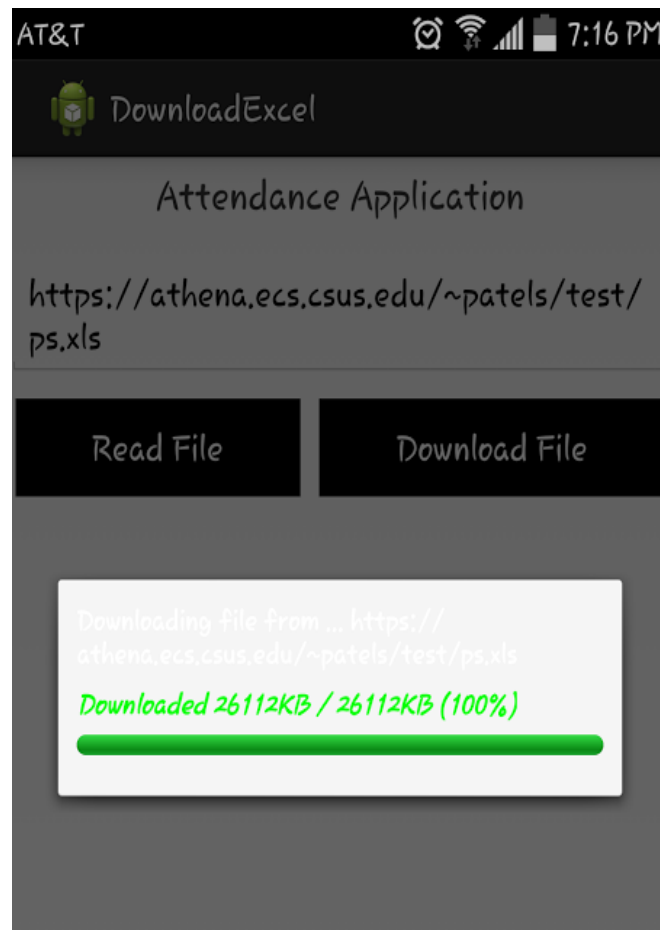 AT&T 7:16 PM
DownloadExcel
Attendance Application
https://athena.ecs.csus.edu/~patels/test/
ps.xls
Read File Download File
Downloading file from ... https://
athena.ecs.csus.edu/~patels/test/ps.xls
Downloaded 26112KB / 26112KB (100%)